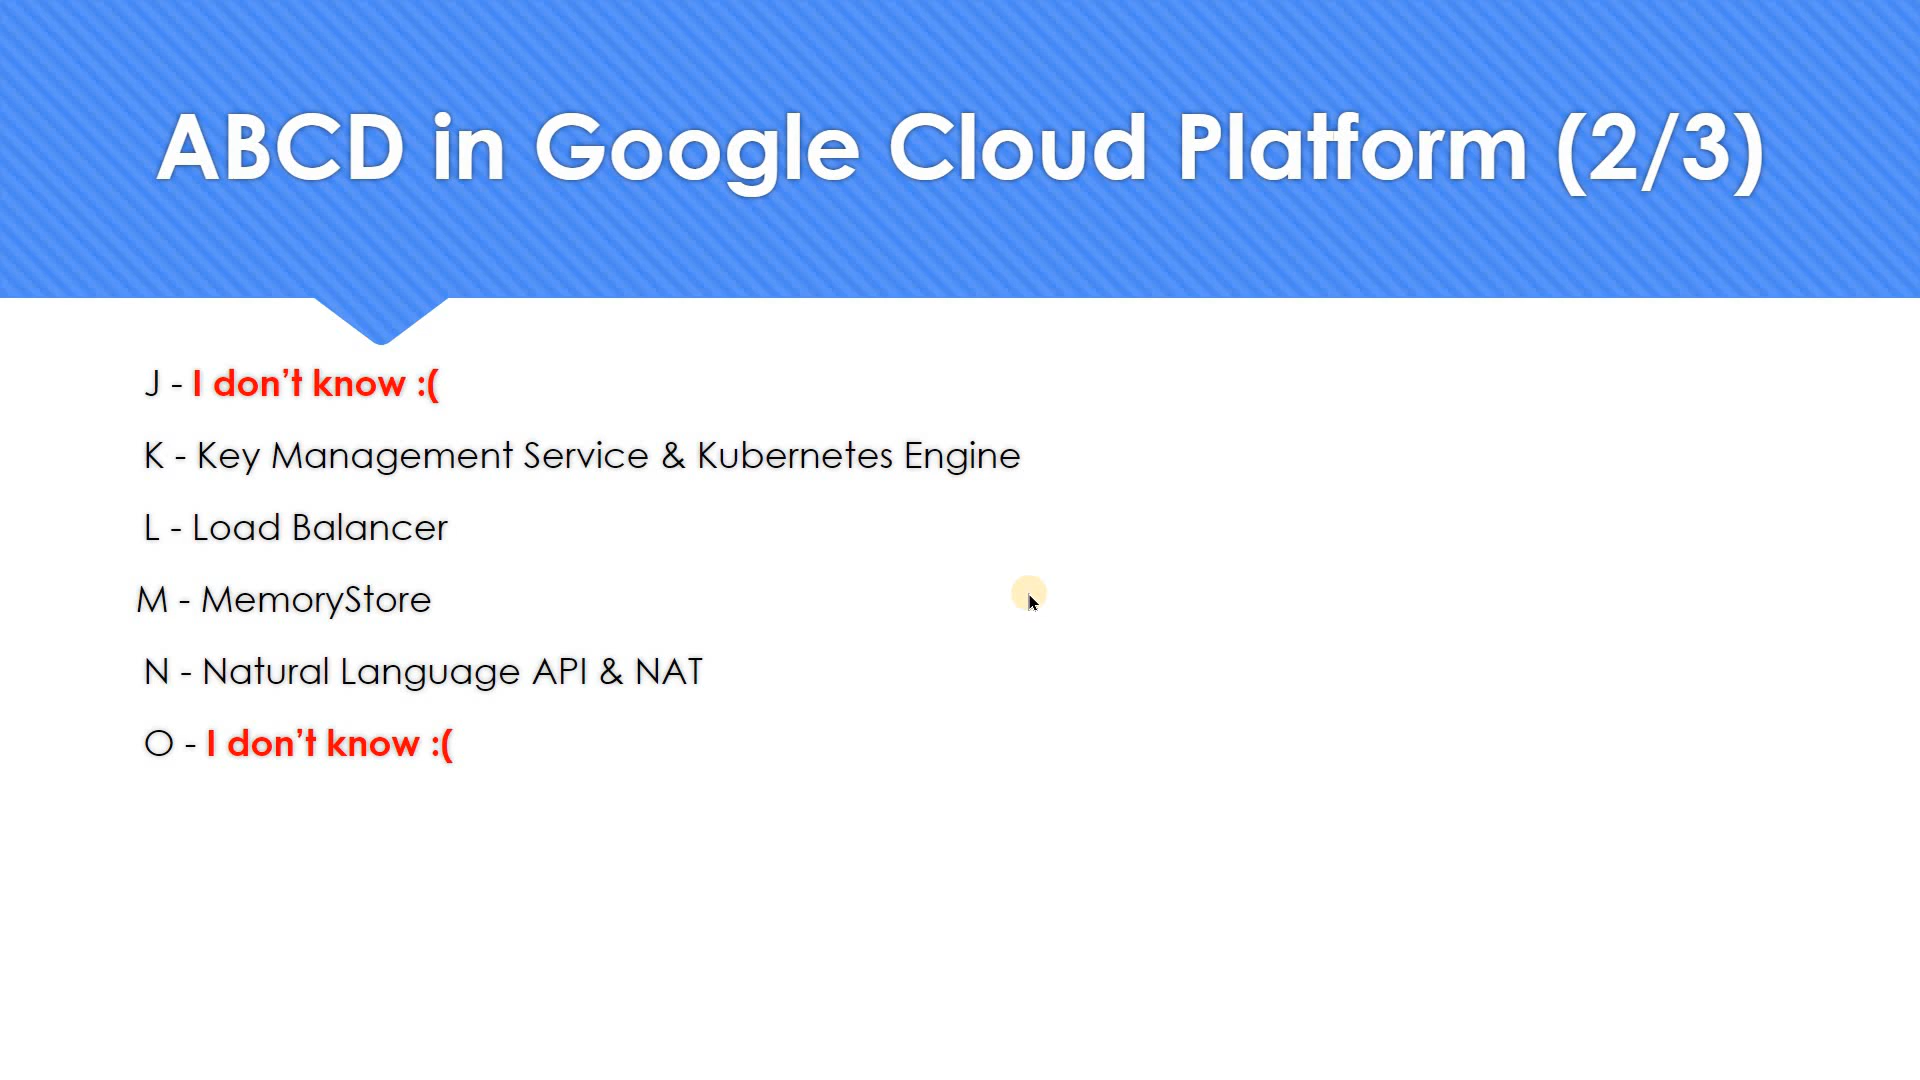 ABCD in Google Cloud Platform (2/3)
J - I don’t know :(
K - Key Management Service & Kubernetes Engine
L - Load Balancer
M - MemoryStore
N - Natural Language API & NAT
O - I don’t know :(